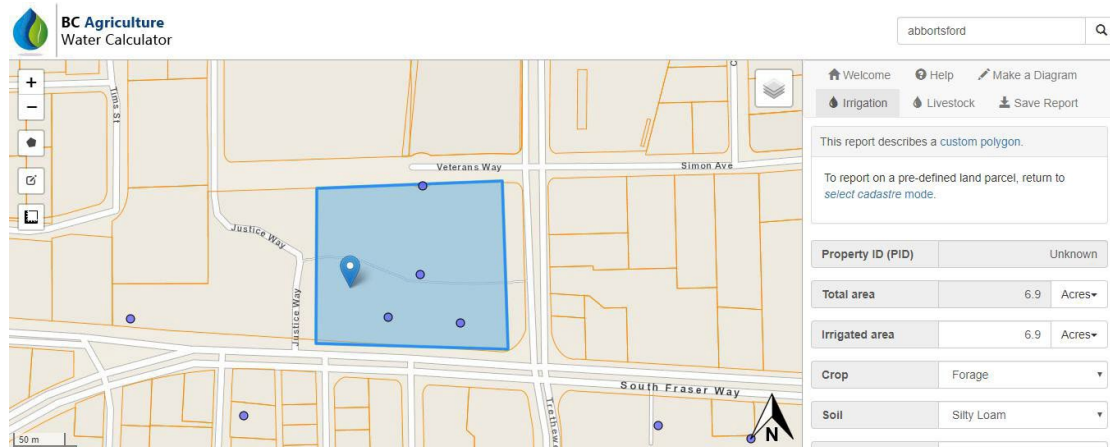 BC Agriculture
Water Calculator
abbortsford
+
−
Tims St
Veterans Way
Simon Ave
Justice Way
Justice Way
South Fraser Way
Trethew
50 m
N
Welcome
Help
Make a Diagram
Irrigation
Livestock
Save Report
This report describes a custom polygon.
To report on a pre-defined land parcel, return to
select cadastre mode.
Property ID (PID) Unknown
Total area 6.9 Acres
Irrigated area 6.9 Acres
Crop Forage
Soil Silty Loam